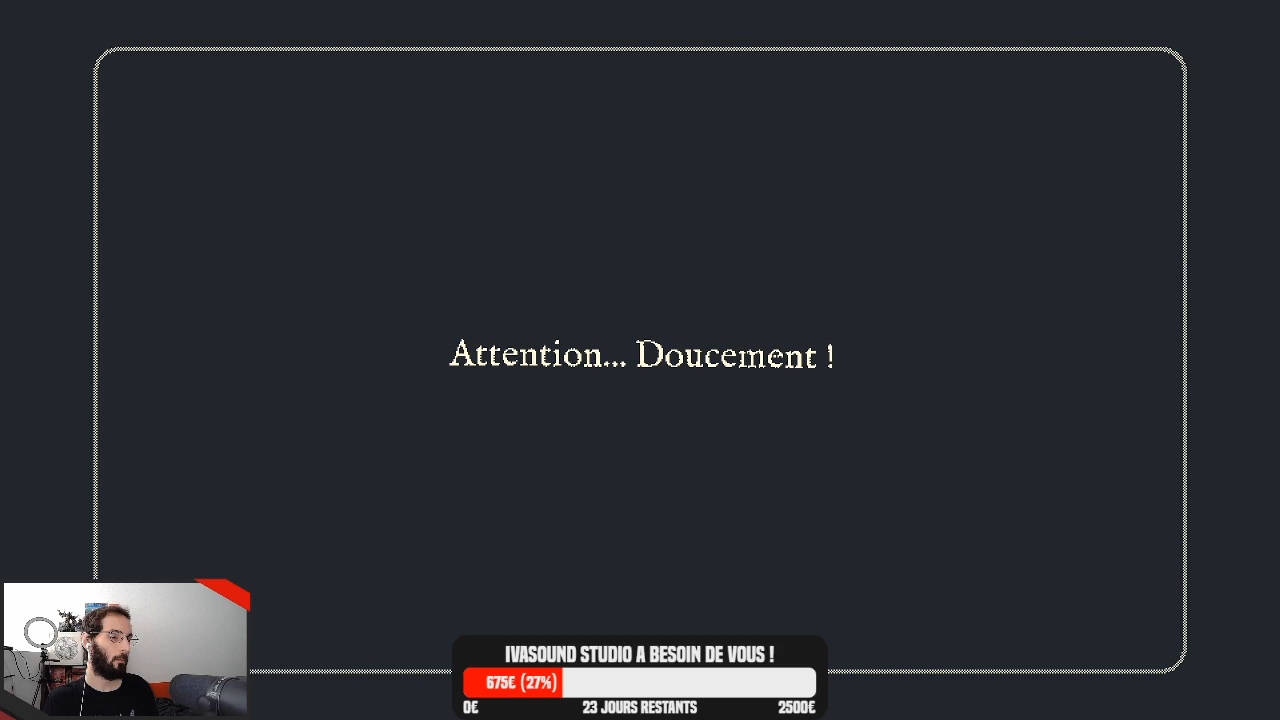 Attention... Doucement !
IVASOUND STUDIO A BESOIN DE VOUS !
675€ (27%)
0€ 23 JOURS RESTANTS 2500€